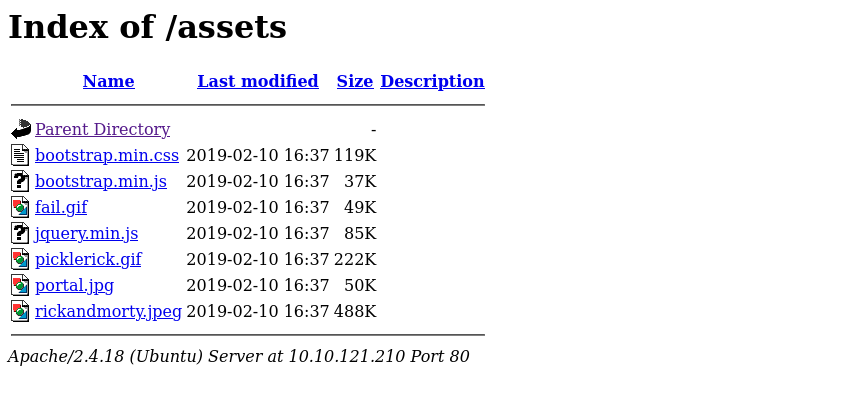 Index of /assets
Name Last modified Size Description
Parent Directory -
bootstrap.min.css 2019-02-10 16:37 119K
bootstrap.min.js 2019-02-10 16:37 37K
fail.gif 2019-02-10 16:37 49K
jquery.min.js 2019-02-10 16:37 85K
picklerick.gif 2019-02-10 16:37 222K
portal.jpg 2019-02-10 16:37 50K
rickandmorty.jpeg 2019-02-10 16:37 488K
Apache/2.4.18 (Ubuntu) Server at 10.10.121.210 Port 80